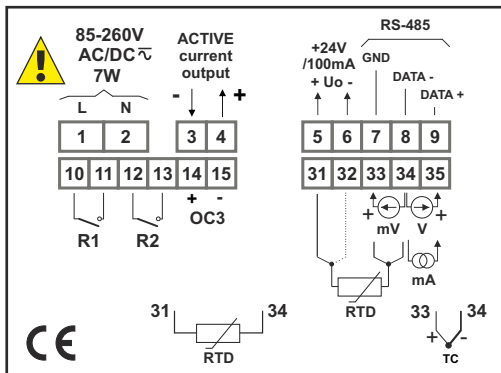 85-260V
AC/DC ⏦
7W
L N
ACTIVE
current
output
- +
+24V
/100mA
+ Uo -
RS-485
GND
DATA -
DATA +
1 2 3 4 5 6 7 8 9
10 11 12 13 14 15 31 32 33 34 35
R1 R2
+ -
OC3
+ mV V +
mA
RTD
31 34
RTD
33 34
+ -
TC
CE